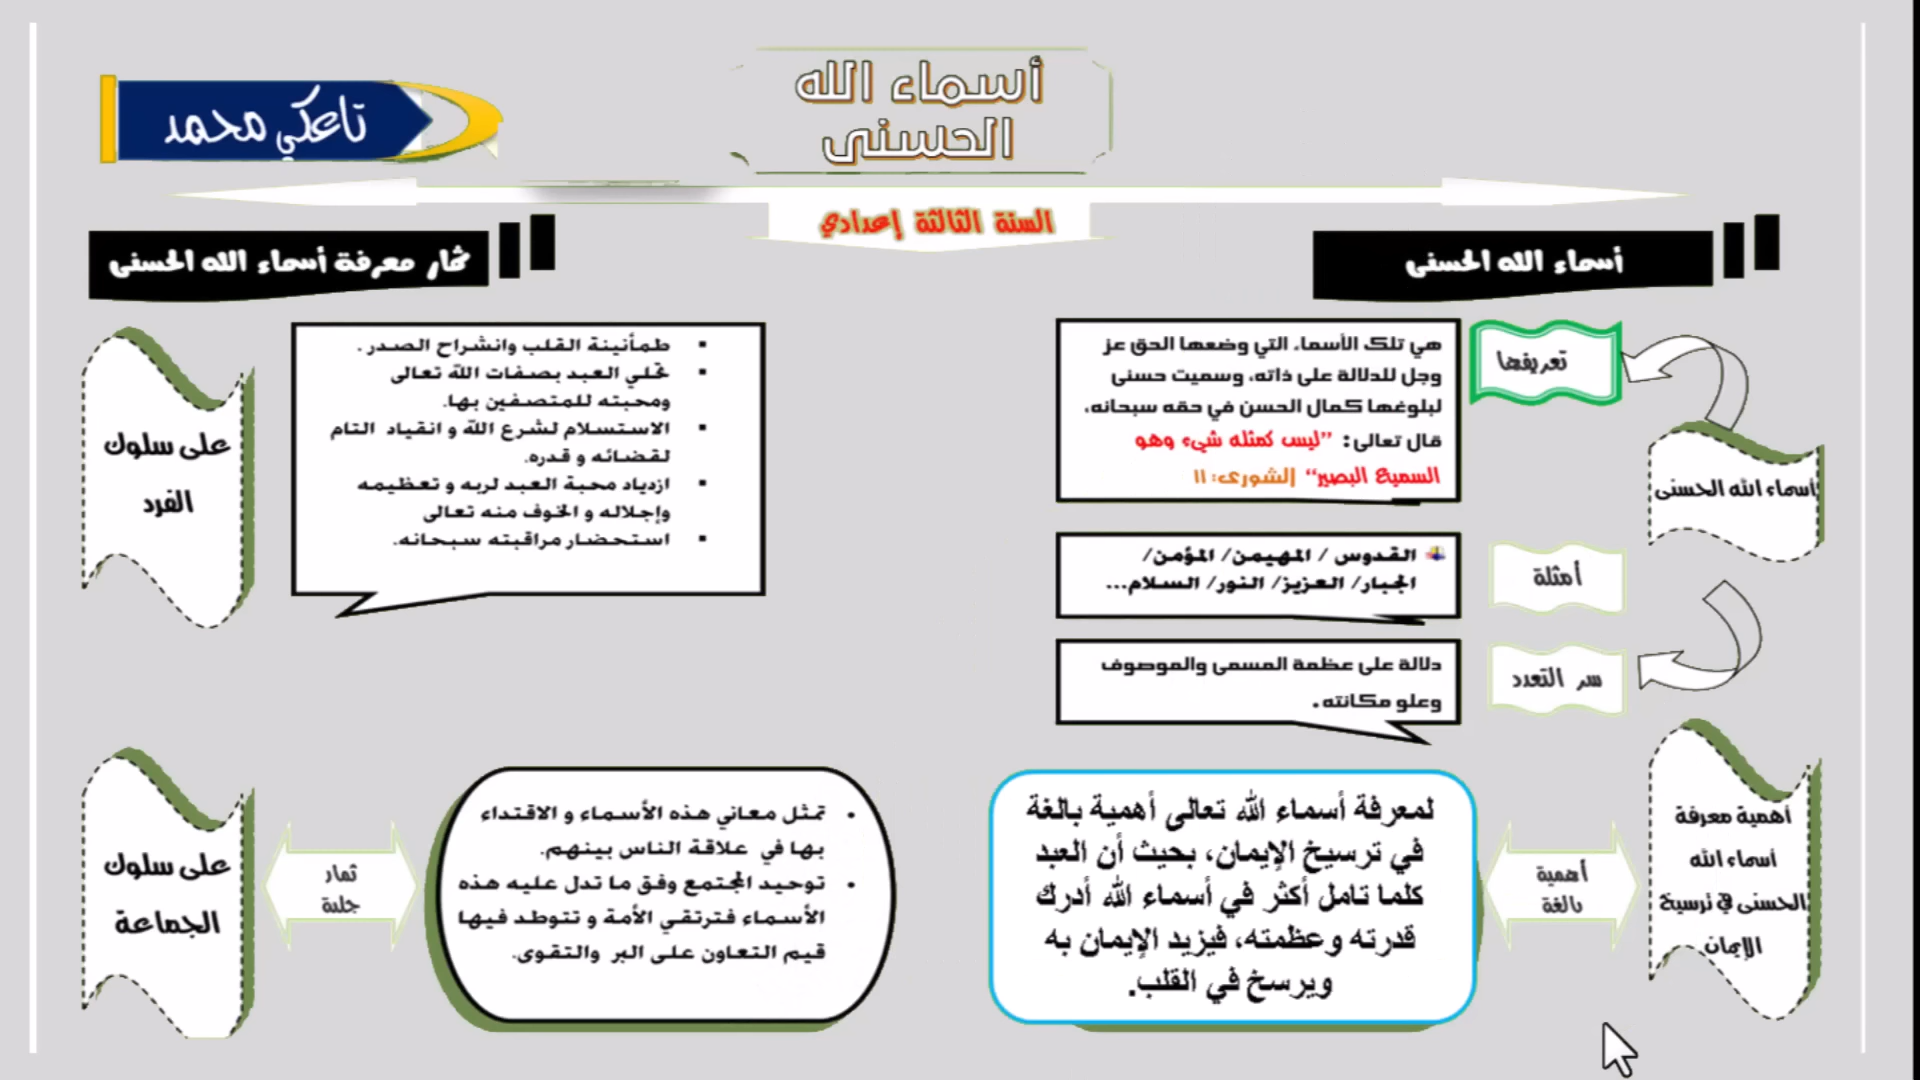 أسماء الله
الحسنى
تاعكي محمد
السنة الثالثة إعدادي
أسماء الله الحسنى
أسماء الله الحسنى
تعريفها
هي تلك الأسماء التي وضعها الحق عز
وجل للدلالة على ذاته، وسميت حسنى
لبلوغها كمال الحسن في حقه سبحانه،
قال تعالى: "ليس كمثله شيء وهو
السميع البصير" الشورى: 11
أمثلة
القدوس / المهيمن/ المؤمن/
الجبار/ العزيز/ النور/ السلام...
سر التعدد
دلالة على عظمة المسمى والموصوف
وعلو مكانته .
أهمية معرفة
أسماء الله
الحسنى في ترسيخ
الإيمان
أهمية
بالغة
لمعرفة أسماء الله تعالى أهمية بالغة
في ترسيخ الإيمان، بحيث أن العبد
كلما تامل أكثر في أسماء الله أدرك
قدرته وعظمته، فيزيد الإيمان به
ويرسخ في القلب.
ثمار معرفة أسماء الله الحسنى
على سلوك
الفرد
▪ طمأنينة القلب وانشراح الصدر .
▪ تحلي العبد بصفات الله تعالى
ومحبته للمتصفين بها.
▪ الاستسلام لشرع الله و انقياد التام
لقضائه و قدره.
▪ ازدياد محبة العبد لربه و تعظيمه
وإجلاله و الخوف منه تعالى
▪ استحضار مراقبته سبحانه.
على سلوك
الجماعة
ثمار
جلية
• تمثل معاني هذه الأسماء و الاقتداء
بها في علاقة الناس بينهم.
• توحيد المجتمع وفق ما تدل عليه هذه
الأسماء فترتقي الأمة و تتوطد فيها
قيم التعاون على البر والتقوى.